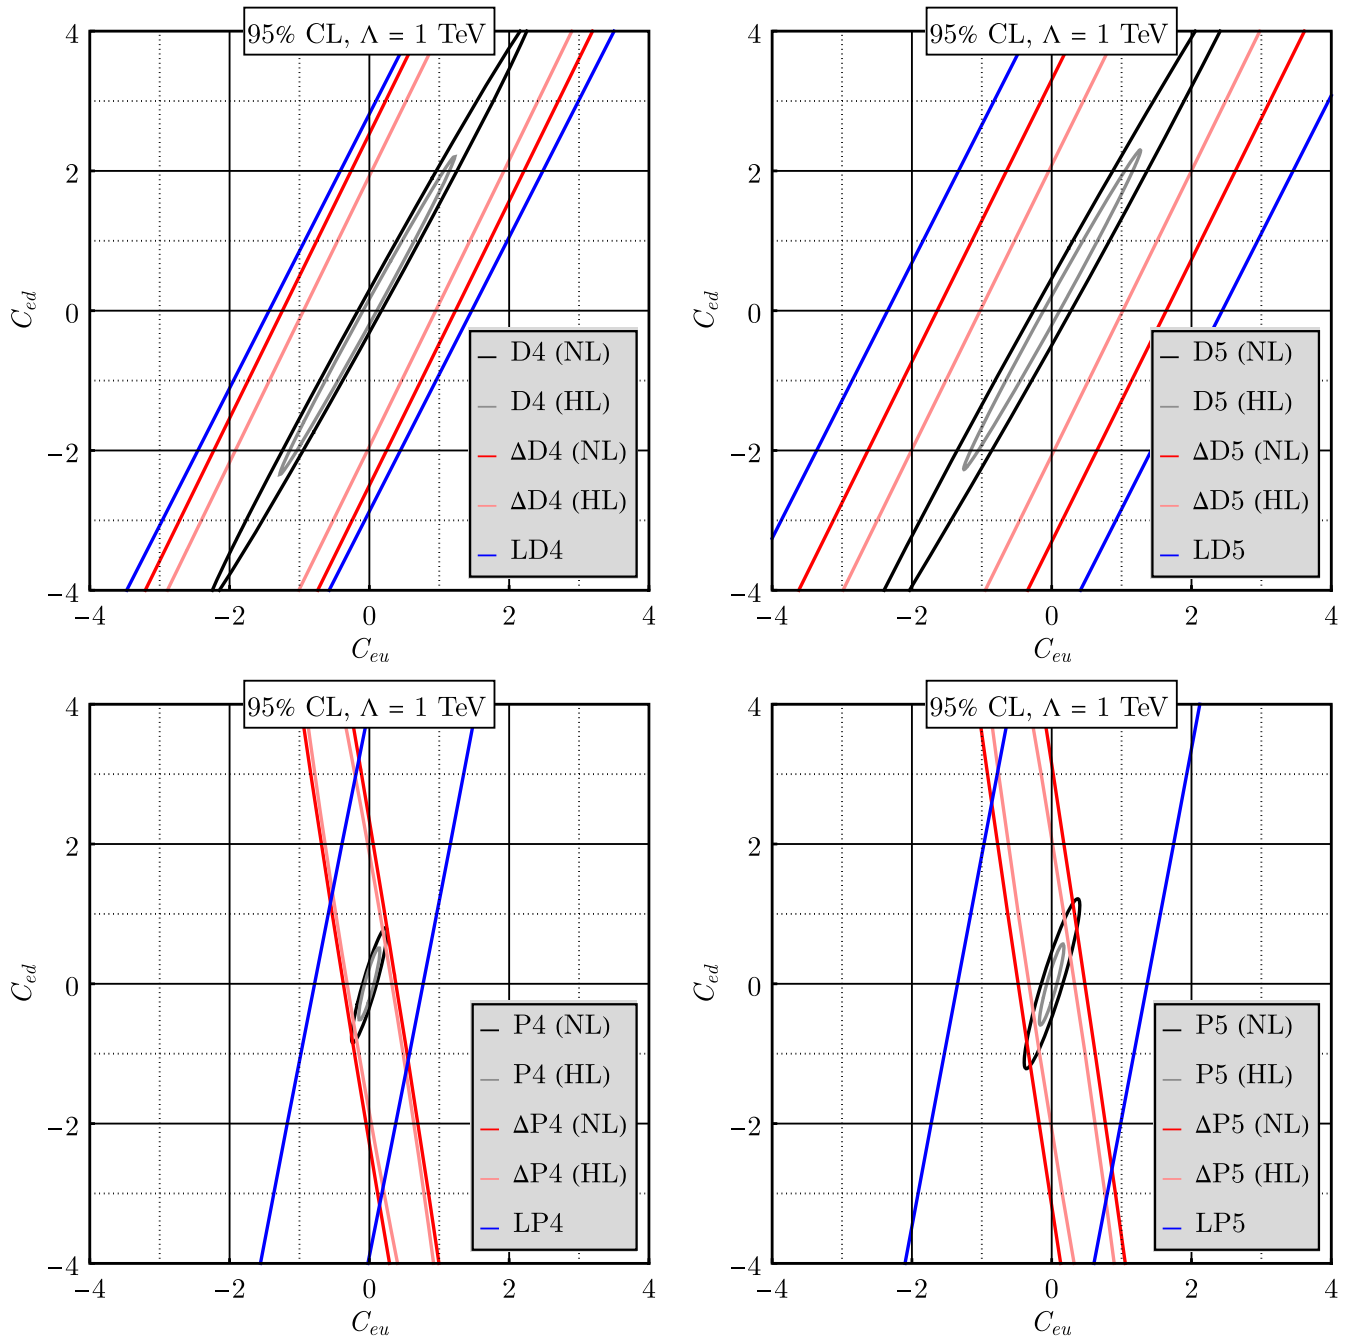 95% CL, Λ = 1 TeV
4
2
0
−2
−4
C_ed
D4 (NL)
D4 (HL)
ΔD4 (NL)
ΔD4 (HL)
LD4
−4 −2 0 2 4
C_eu
95% CL, Λ = 1 TeV
4
2
0
−2
−4
C_ed
D5 (NL)
D5 (HL)
ΔD5 (NL)
ΔD5 (HL)
LD5
−4 −2 0 2 4
C_eu
95% CL, Λ = 1 TeV
4
2
0
−2
−4
C_ed
P4 (NL)
P4 (HL)
ΔP4 (NL)
ΔP4 (HL)
LP4
−4 −2 0 2 4
C_eu
95% CL, Λ = 1 TeV
4
2
0
−2
−4
C_ed
P5 (NL)
P5 (HL)
ΔP5 (NL)
ΔP5 (HL)
LP5
−4 −2 0 2 4
C_eu